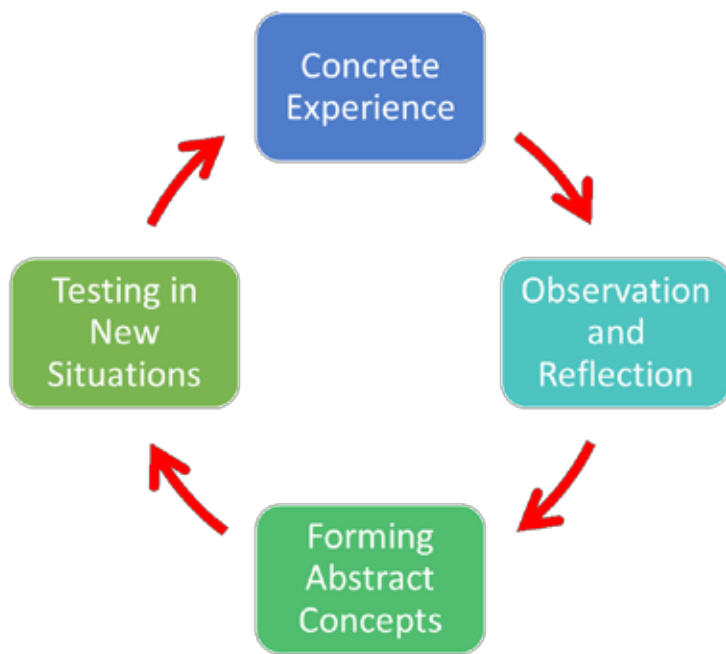 Concrete
Experience
Observation
and
Reflection
Forming
Abstract
Concepts
Testing in
New
Situations